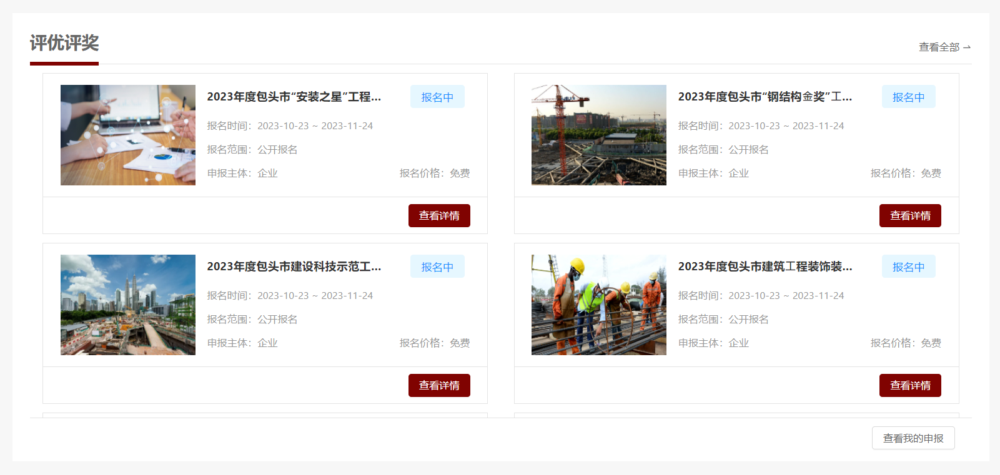 评优评奖
查看全部 →
2023年度包头市“安装之星”工程...
报名中
报名时间：2023-10-23 ~ 2023-11-24
报名范围：公开报名
申报主体：企业
报名价格：免费
查看详情
2023年度包头市“钢结构金奖”工...
报名中
报名时间：2023-10-23 ~ 2023-11-24
报名范围：公开报名
申报主体：企业
报名价格：免费
查看详情
2023年度包头市建设科技示范工...
报名中
报名时间：2023-10-23 ~ 2023-11-24
报名范围：公开报名
申报主体：企业
报名价格：免费
查看详情
2023年度包头市建筑工程装饰装...
报名中
报名时间：2023-10-23 ~ 2023-11-24
报名范围：公开报名
申报主体：企业
报名价格：免费
查看详情
查看我的申报